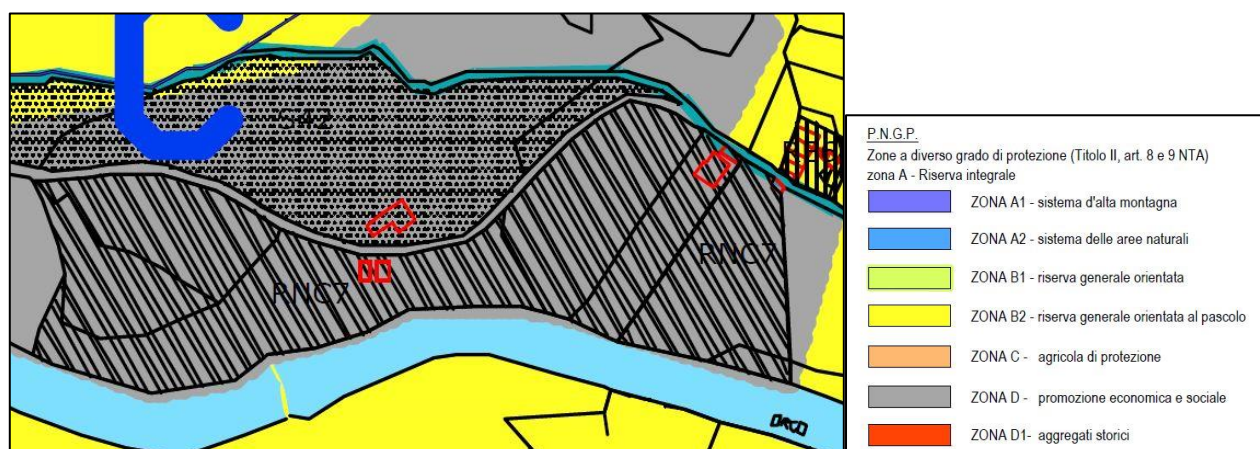 RNC7
RNC7
P.N.G.P.
Zone a diverso grado di protezione (Titolo II, art. 8 e 9 NTA)
zona A - Riserva integrale
ZONA A1 - sistema d'alta montagna
ZONA A2 - sistema delle aree naturali
ZONA B1 - riserva generale orientata
ZONA B2 - riserva generale orientata al pascolo
ZONA C - agricola di protezione
ZONA D - promozione economica e sociale
ZONA D1- aggregati storici